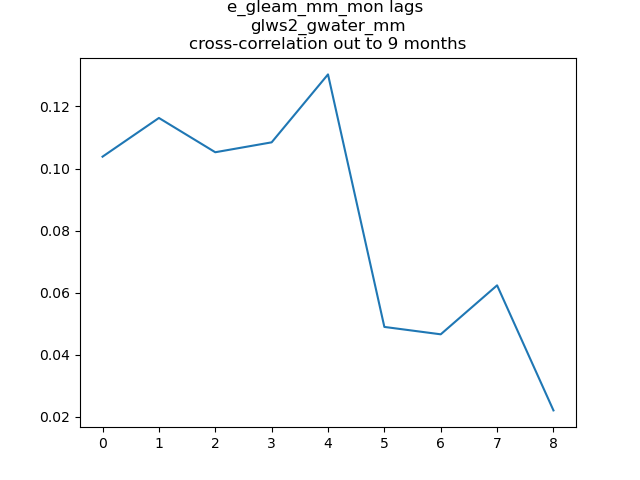 e_gleam_mm_mon lags
glws2_gwater_mm
cross-correlation out to 9 months
0.12
0.10
0.08
0.06
0.04
0.02
0 1 2 3 4 5 6 7 8